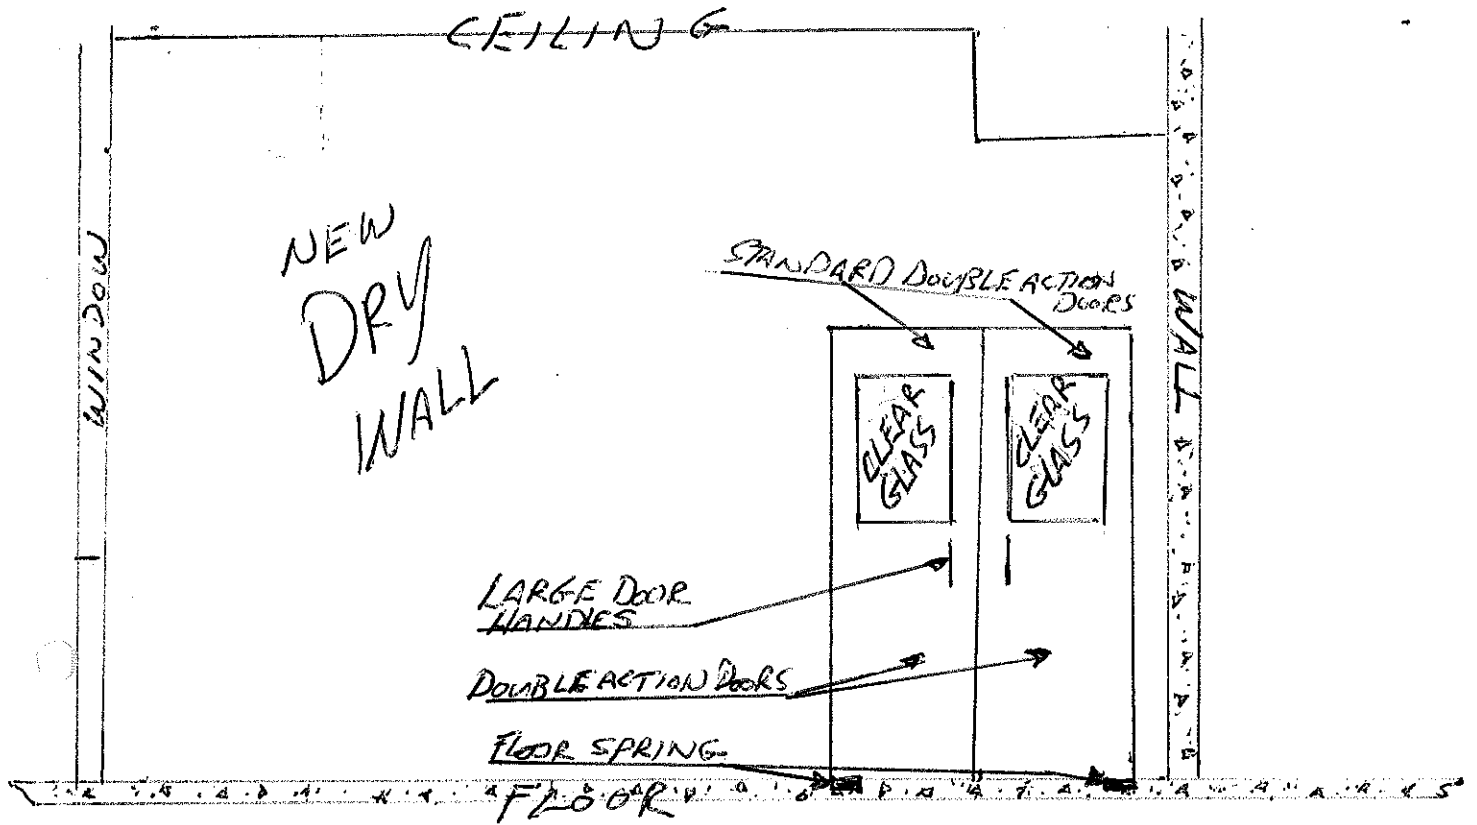 CEILING
WINDOW
NEW
DRY
WALL
STANDARD DOUBLE ACTION
DOORS
WALL
CLEAR
GLASS
CLEAR
GLASS
LARGE DOOR
HANDLES
DOUBLE ACTION DOORS
FLOOR SPRING
FLOOR